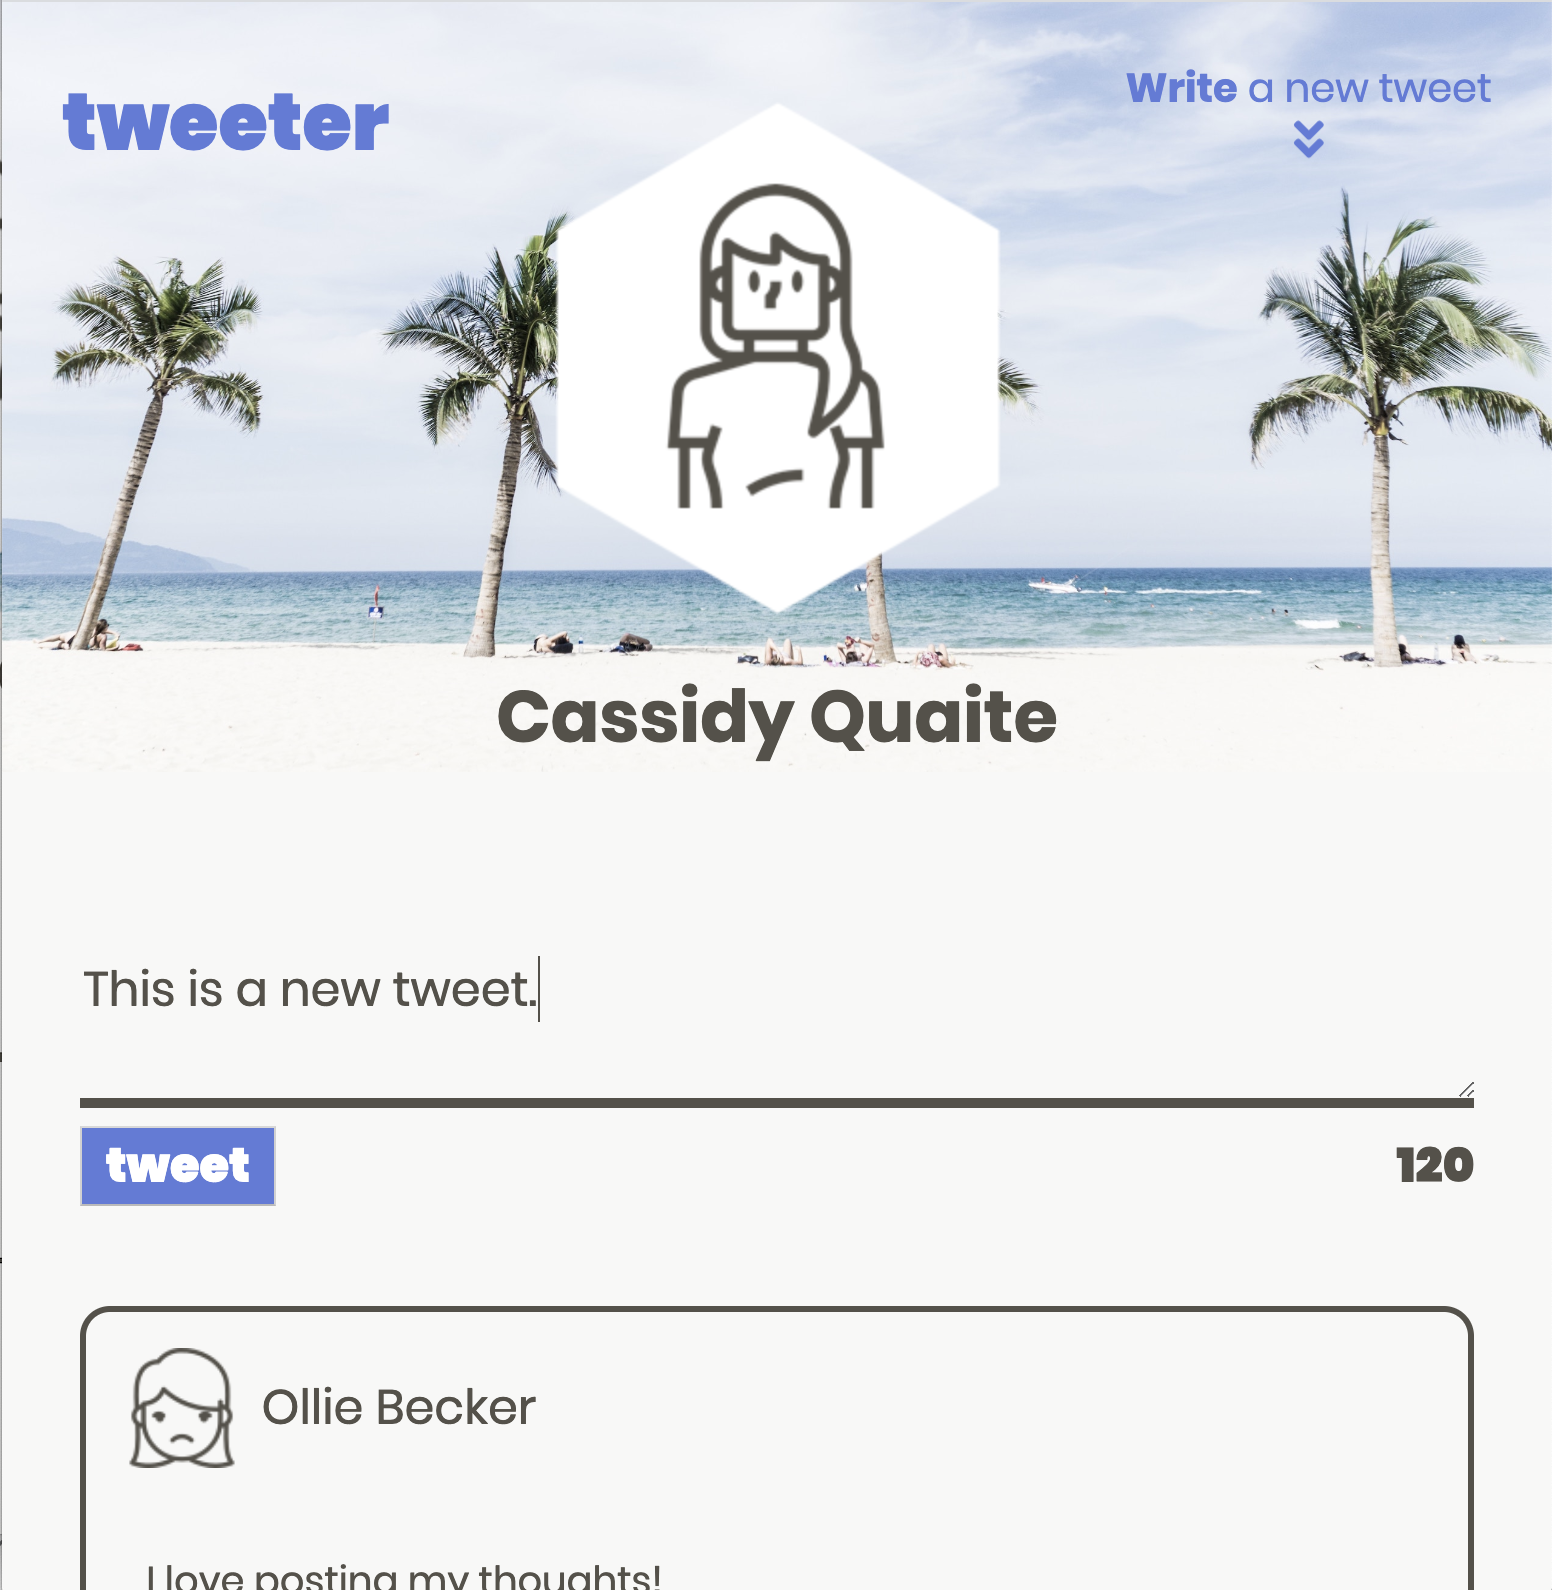 tweeter
Write a new tweet
Cassidy Quaite
This is a new tweet.
tweet
120
Ollie Becker
I love posting my thoughts!